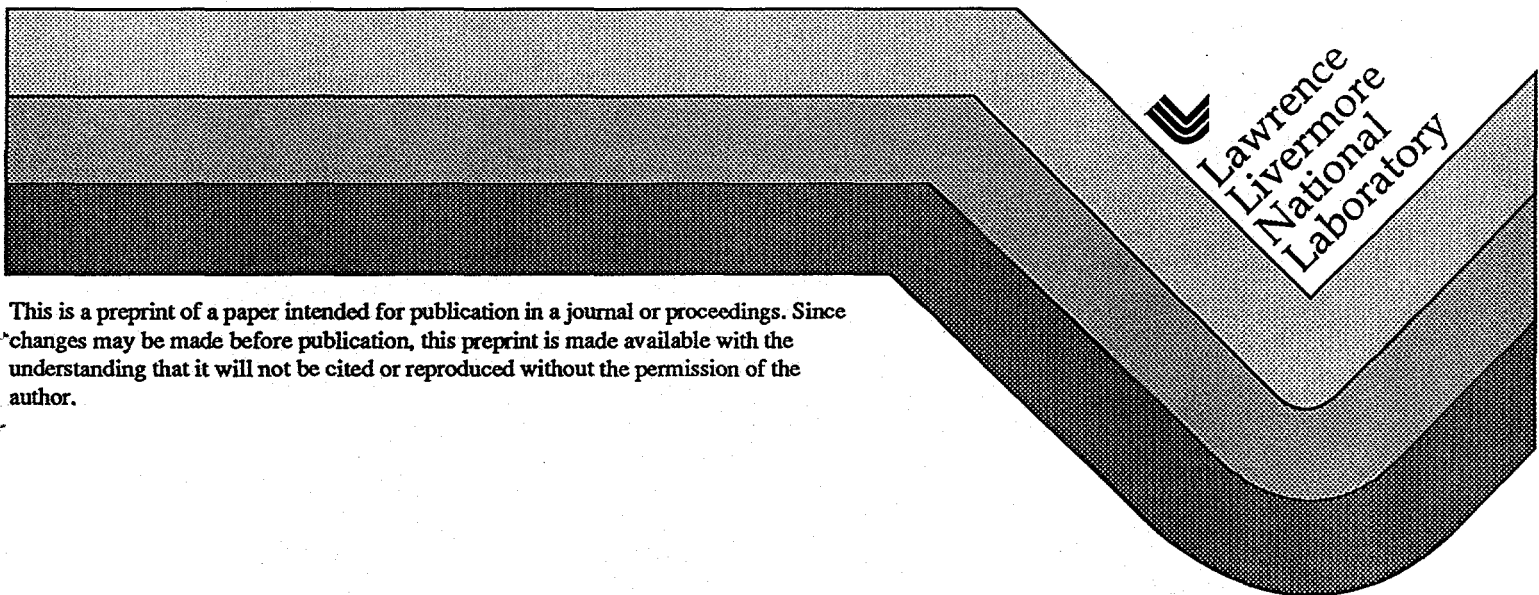 Lawrence
Livermore
National
Laboratory
This is a preprint of a paper intended for publication in a journal or proceedings. Since
changes may be made before publication, this preprint is made available with the
understanding that it will not be cited or reproduced without the permission of the
author.